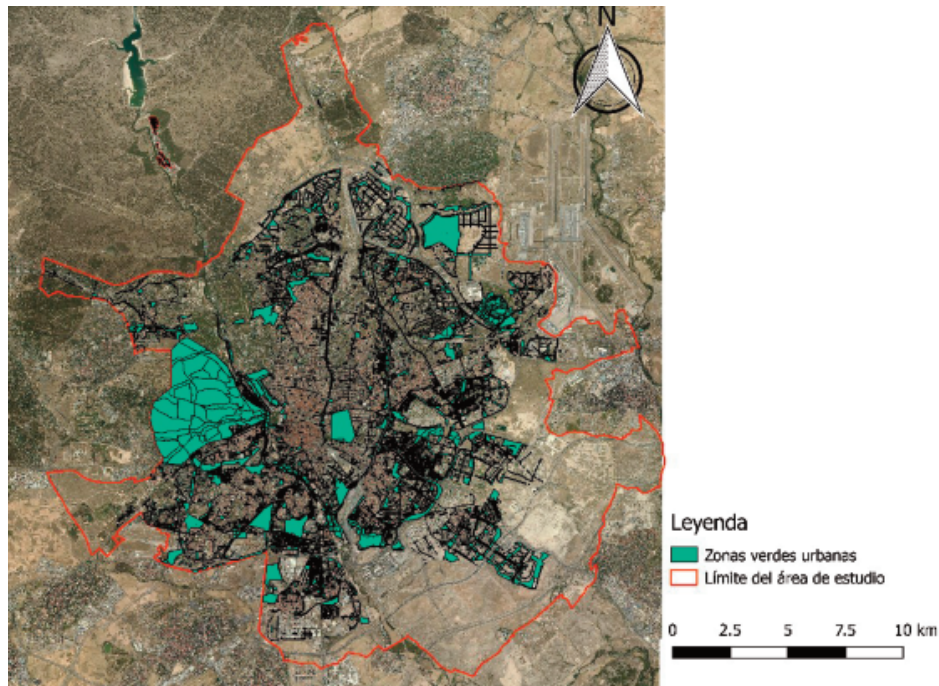 N
Leyenda
Zonas verdes urbanas
Límite del área de estudio
0 2.5 5 7.5 10 km